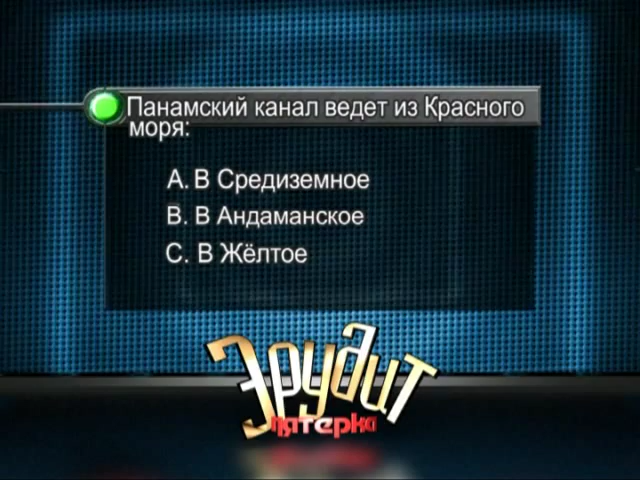 Панамский канал ведет из Красного
моря:
А. В Средиземное
В. В Андаманское
С. В Жёлтое
Эрудит
пятерка